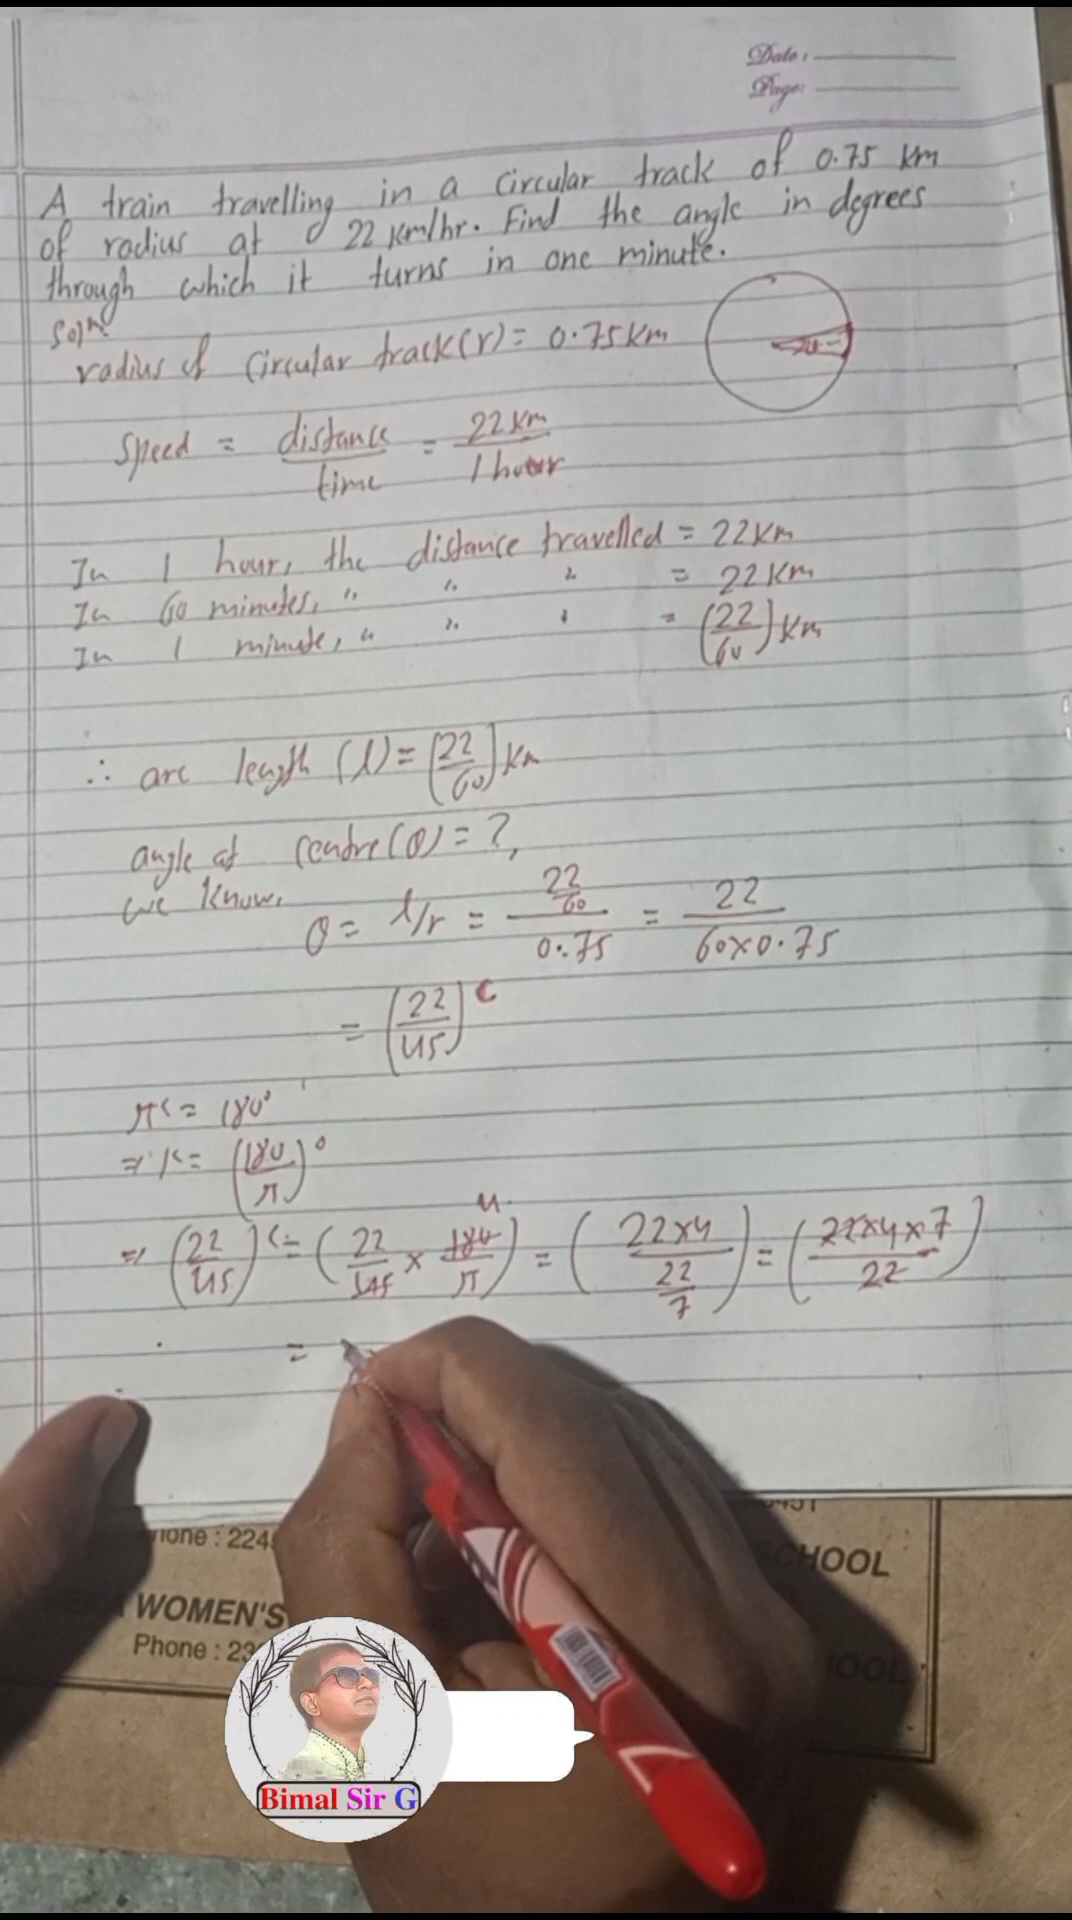 Date:
Page:
A train travelling in a circular track of 0.75 km
of radius at 22 km/hr. Find the angle in degrees
through which it turns in one minute.
Solⁿ
radius of Circular track(r) = 0.75 Km
Speed = distance/time = 22 Km/1 hour
In 1 hour, the distance travelled = 22 Km
In 60 minutes, " " " = 22 Km
In 1 minute, " " " = (22/60) Km
∴ arc length (l) = (22/60) Km
angle at centre(θ) = ?,
We Know,
θ = l/r = (22/60)/0.75 = 22/(60×0.75)
= (22/45)ᶜ
πᶜ = 180°
⇒ 1ᶜ = (180/π)°
⇒ (22/45)ᶜ = (22/45 × 180/π) = (22×4/(22/7)) = (22×4×7/22)
4
=
hone : 224
WOMEN'S
Phone : 23
SCHOOL
OOL
Bimal Sir G